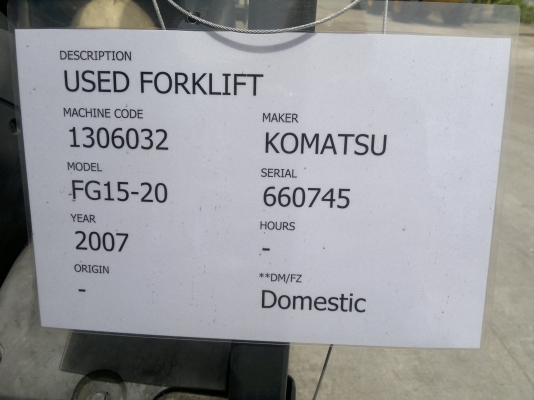 DESCRIPTION
USED FORKLIFT
MACHINE CODE
1306032
MAKER
KOMATSU
MODEL
FG15-20
SERIAL
660745
YEAR
2007
HOURS
-
ORIGIN
-
**DM/FZ
Domestic